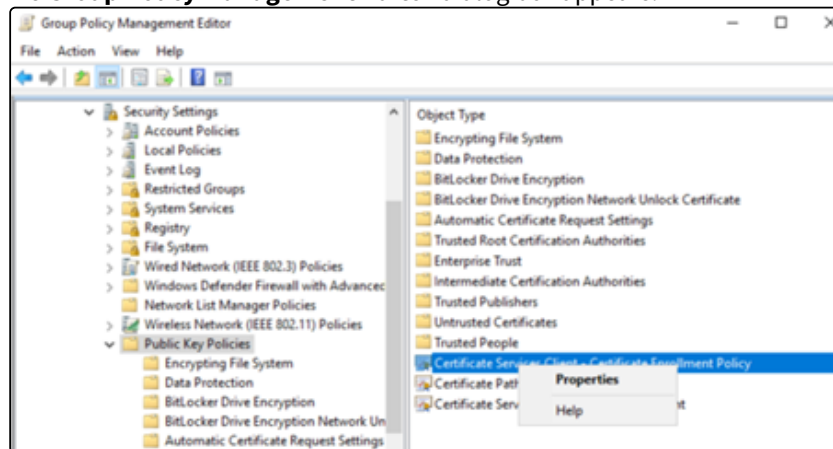 Group Policy Management Editor
File Action View Help
Security Settings
Account Policies
Local Policies
Event Log
Restricted Groups
System Services
Registry
File System
Wired Network (IEEE 802.3) Policies
Windows Defender Firewall with Advanced
Network List Manager Policies
Wireless Network (IEEE 802.11) Policies
Public Key Policies
Encrypting File System
Data Protection
BitLocker Drive Encryption
BitLocker Drive Encryption Network Un
Automatic Certificate Request Settings
Object Type
Encrypting File System
Data Protection
BitLocker Drive Encryption
BitLocker Drive Encryption Network Unlock Certificate
Automatic Certificate Request Settings
Trusted Root Certification Authorities
Enterprise Trust
Intermediate Certification Authorities
Trusted Publishers
Untrusted Certificates
Trusted People
Certificate Services Client - Certificate Enrollment Policy
Certificate Path
Certificate Serv
Properties
Help